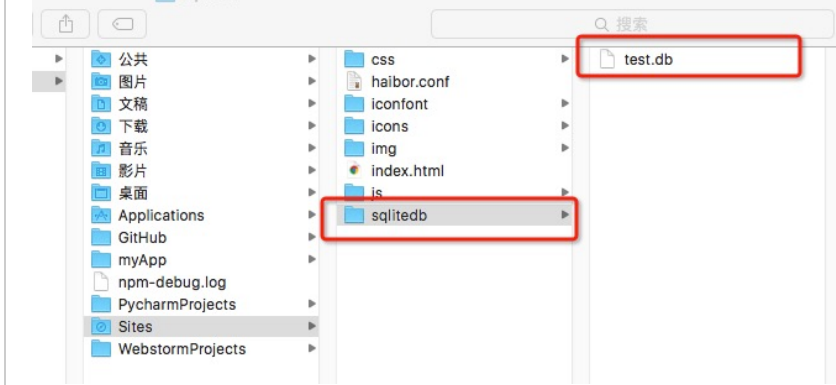 搜索
公共
图片
文稿
下载
音乐
影片
桌面
Applications
GitHub
myApp
npm-debug.log
PycharmProjects
Sites
WebstormProjects
css
haibor.conf
iconfont
icons
img
index.html
js
sqlitedb
test.db